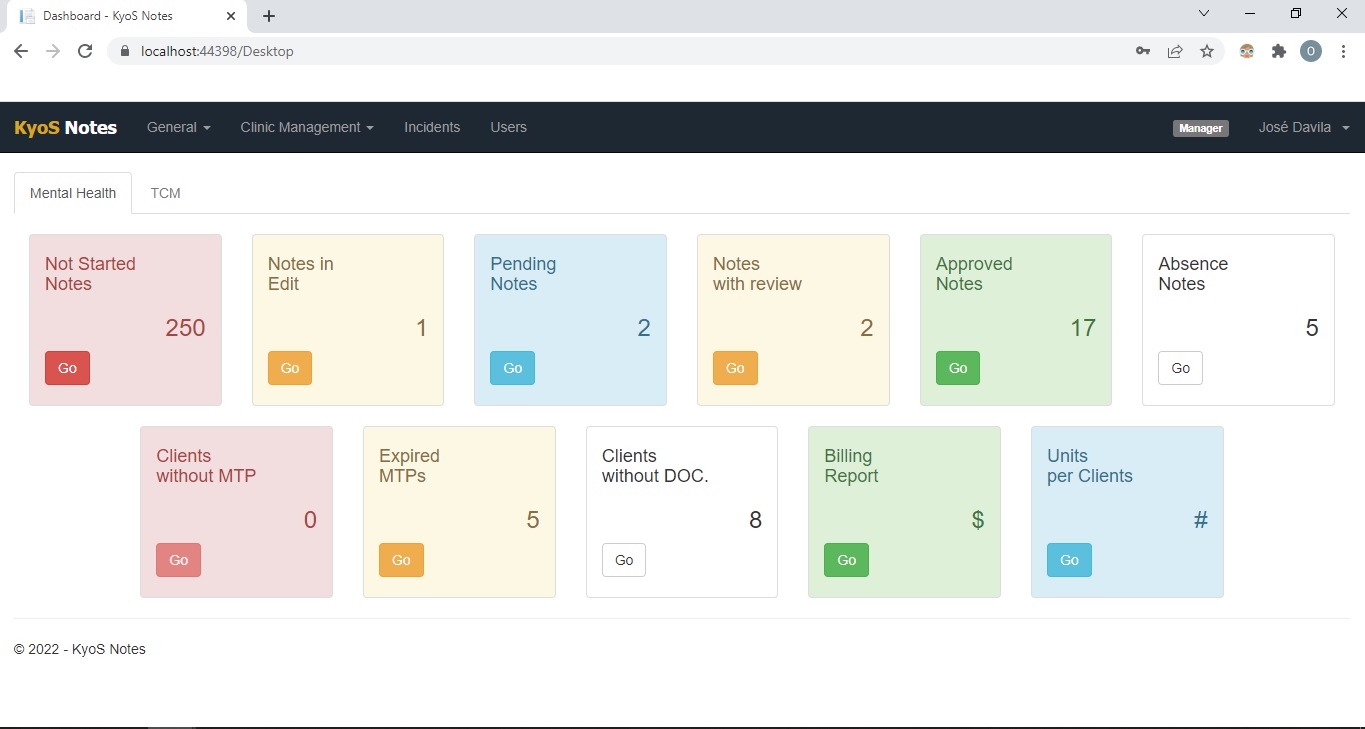 Dashboard - KyoS Notes
localhost:44398/Desktop
O
KyoS Notes General Clinic Management Incidents Users Manager José Davila
Mental Health TCM
Not Started
Notes
250
Go
Notes in
Edit
1
Go
Pending
Notes
2
Go
Notes
with review
2
Go
Approved
Notes
17
Go
Absence
Notes
5
Go
Clients
without MTP
0
Go
Expired
MTPs
5
Go
Clients
without DOC.
8
Go
Billing
Report
$
Go
Units
per Clients
#
Go
© 2022 - KyoS Notes